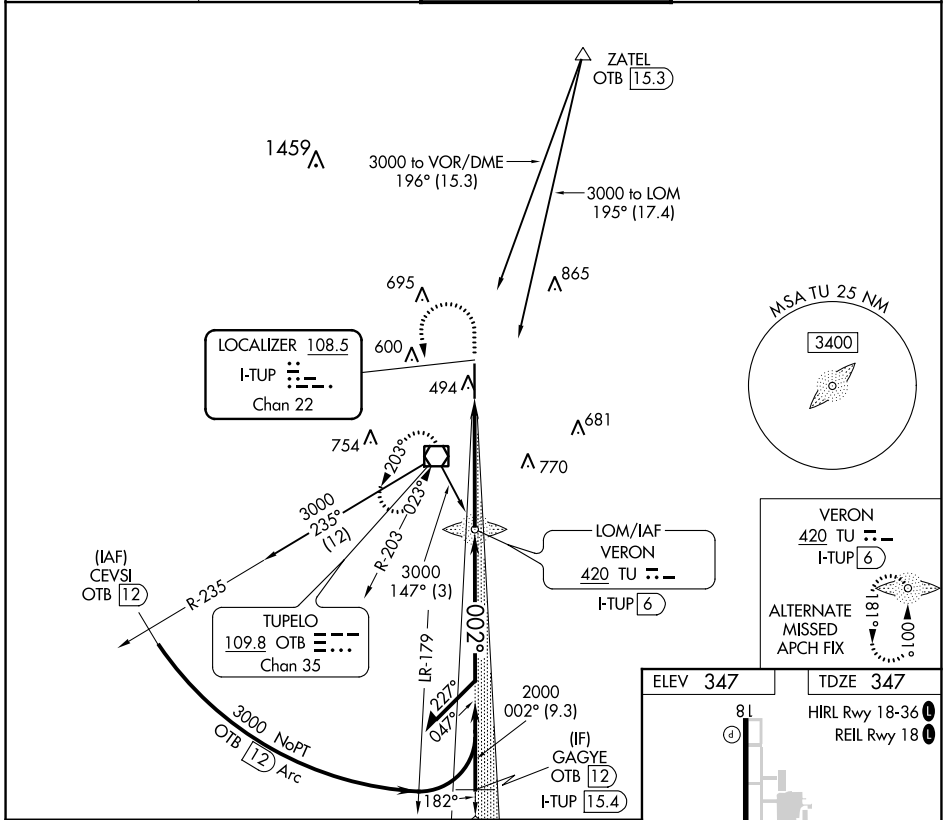 ZATEL
OTB 15.3
1459
3000 to VOR/DME
196° (15.3)
3000 to LOM
195° (17.4)
865
695
MSA TU 25 NM
3400
LOCALIZER 108.5
I-TUP
Chan 22
600
494
681
754
770
203°
023°
3000
235°
(12)
R-235
R-203
3000
147° (3)
LOM/IAF
VERON
420 TU
I-TUP 6
VERON
420 TU
I-TUP 6
ALTERNATE
MISSED
APCH FIX
181°
001°
(IAF)
CEVSI
OTB 12
TUPELO
109.8 OTB
Chan 35
LR-179
002°
227°
047°
2000
002° (9.3)
3000 NoPT
OTB 12 Arc
(IF)
GAGYE
OTB 12
I-TUP 15.4
182°
ELEV 347
TDZE 347
18
P
HIRL Rwy 18-36 L
REIL Rwy 18 L